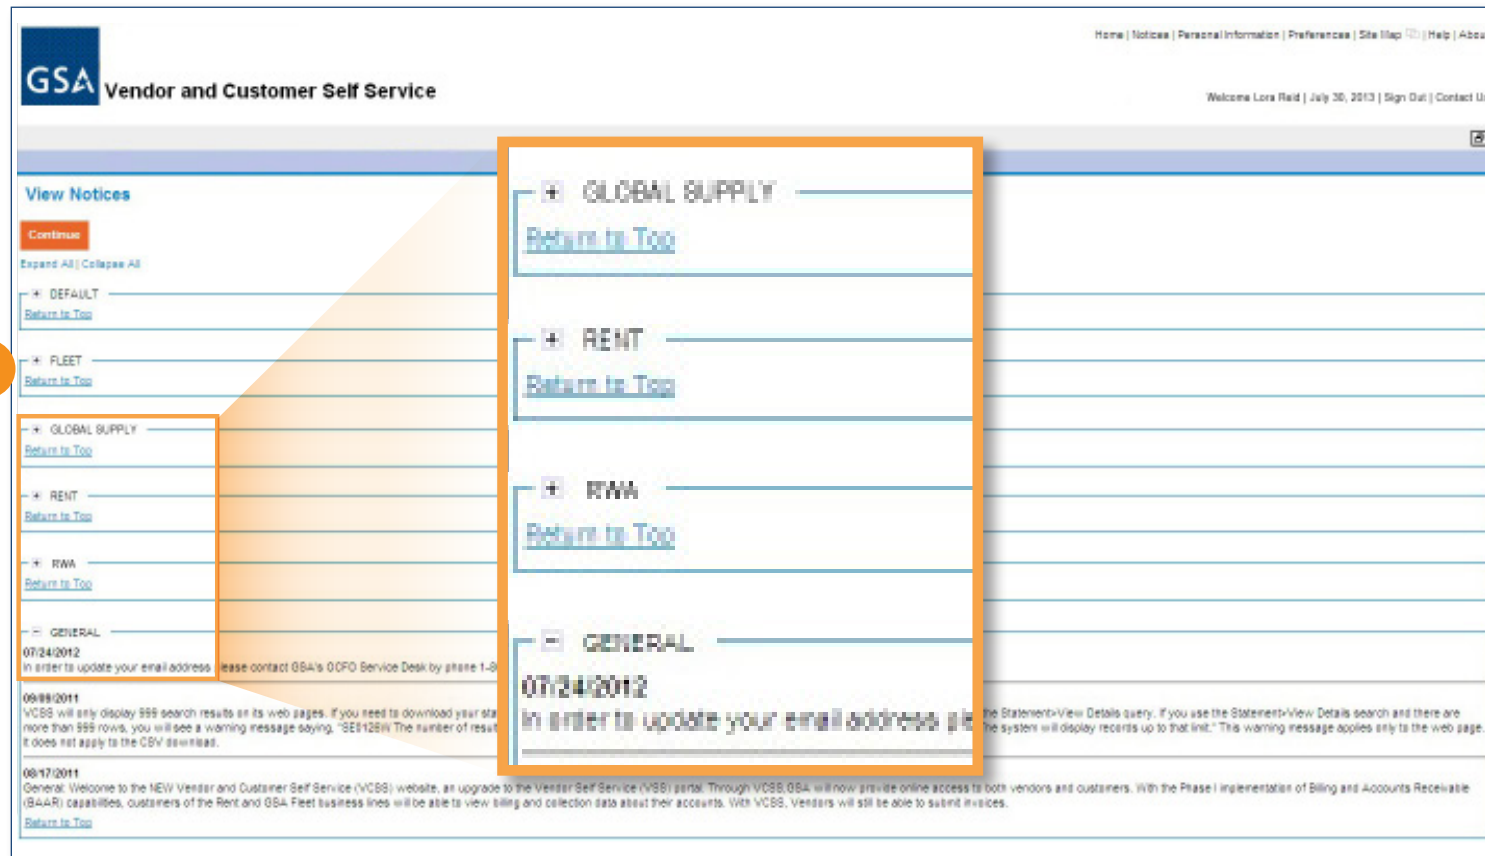 Home | Notices | Personal Information | Preferences | Site Map | Help | Abou
GSA
Vendor and Customer Self Service
Welcome Lora Reid | July 30, 2013 | Sign Out | Contact Us
View Notices
Continue
Expand All | Collapse All
DEFAULT
Return to Top
FLEET
Return to Top
GLOBAL SUPPLY
Return to Top
RENT
Return to Top
RWA
Return to Top
GENERAL
07/24/2012
In order to update your email address please contact GSA's OCFO Service Desk by phone 1-8
09/09/2011
VCSS will only display 999 search results on its web pages. If you need to download your sta
he Statement>View Details query. If you use the Statement>View Details search and there are
more than 999 rows, you will see a warning message saying, "SE0128W The number of result
he system will display records up to that limit." This warning message applies only to the web page.
It does not apply to the CSV download.
08/17/2011
General: Welcome to the NEW Vendor and Customer Self Service (VCSS) website, an upgrade to the Vendor Self Service (VSS) portal. Through VCSS, GSA will now provide online access to both vendors and customers. With the Phase I implementation of Billing and Accounts Receivable
(BAAR) capabilities, customers of the Rent and GSA Fleet business lines will be able to view billing and collection data about their accounts. With VCSS, Vendors will still be able to submit invoices.
Return to Top
GLOBAL SUPPLY
Return to Top
RENT
Return to Top
RWA
Return to Top
GENERAL
07/24/2012
In order to update your email address ple